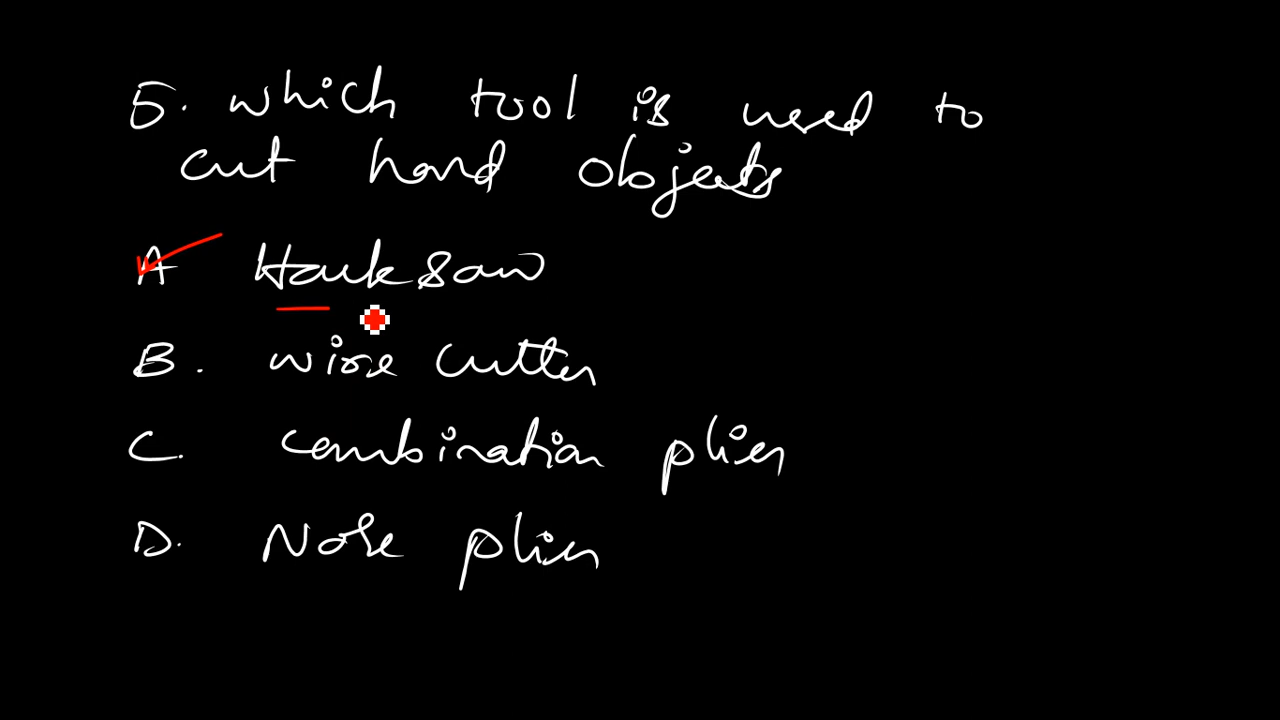 5. which tool is used to
cut hard objects
A Hacksaw
B. wire cutter
C. combination plier
D. Nose plier